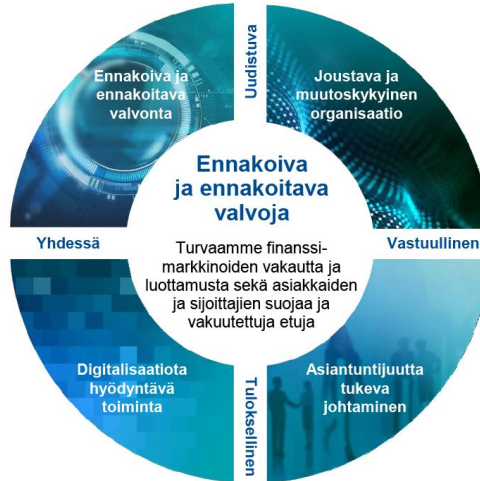 Ennakoiva ja
ennakoitava
valvonta
Uudistuva
Joustava ja
muutoskykyinen
organisaatio
Ennakoiva
ja ennakoitava
valvoja
Yhdessä
Vastuullinen
Turvaamme finanssi-
markkinoiden vakautta ja
luottamusta sekä asiakkaiden
ja sijoittajien suojaa ja
vakuutettuja etuja
Digitalisaatiota
hyödyntävä
toiminta
Tuloksellinen
Asiantuntijuutta
tukeva
johtaminen